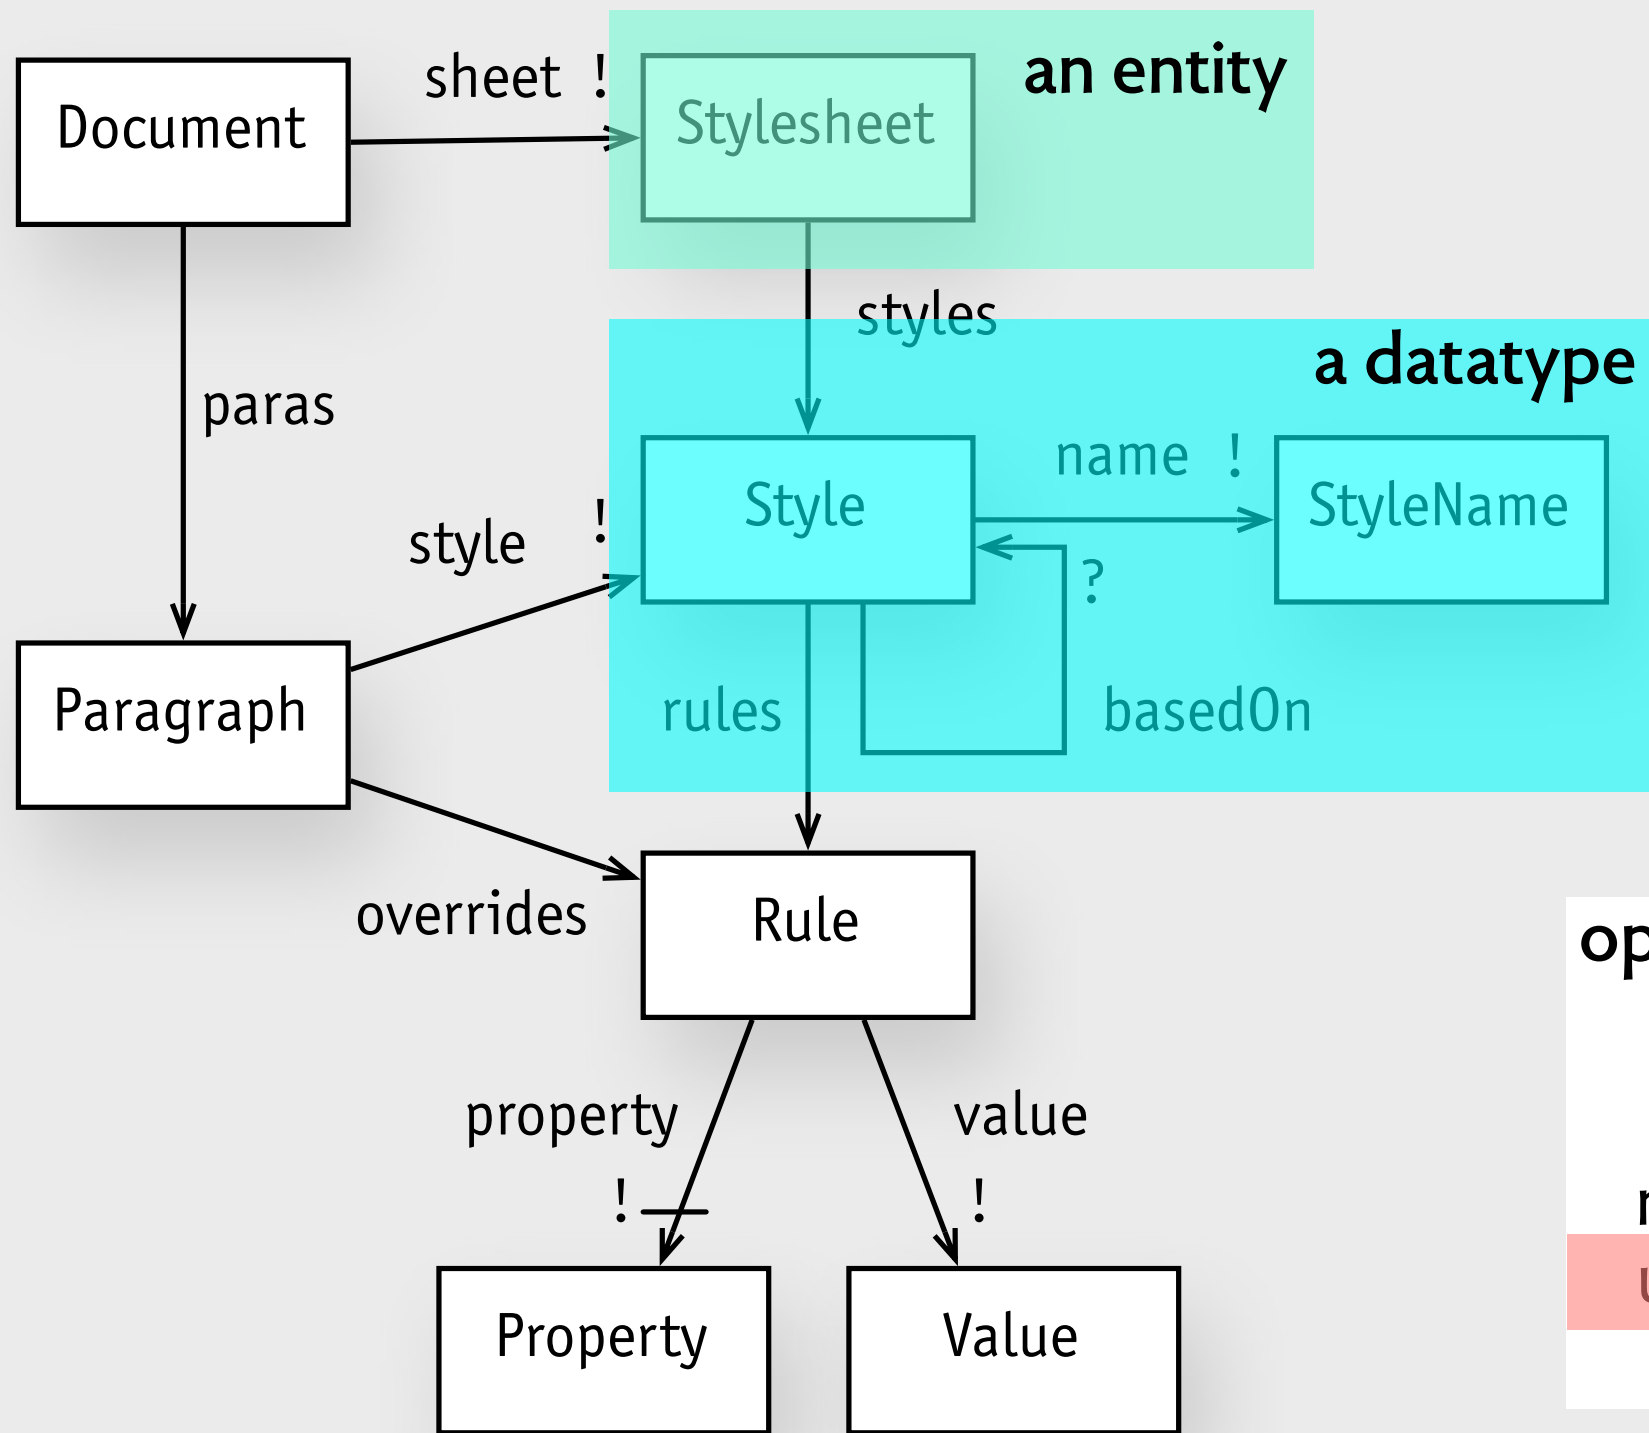 Document
sheet !
Stylesheet
an entity
styles
a datatype
paras
style !
Style
name !
StyleName
?
rules
basedOn
Paragraph
overrides
Rule
op
property
!
value
!
Property
Value